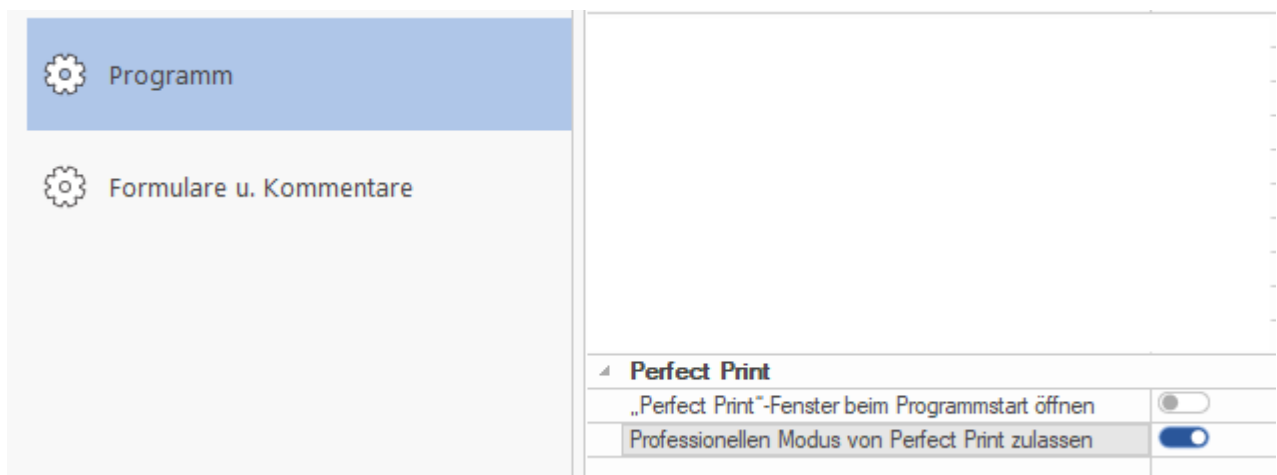 Programm
Formulare u. Kommentare
Perfect Print
„Perfect Print“-Fenster beim Programmstart öffnen
Professionellen Modus von Perfect Print zulassen